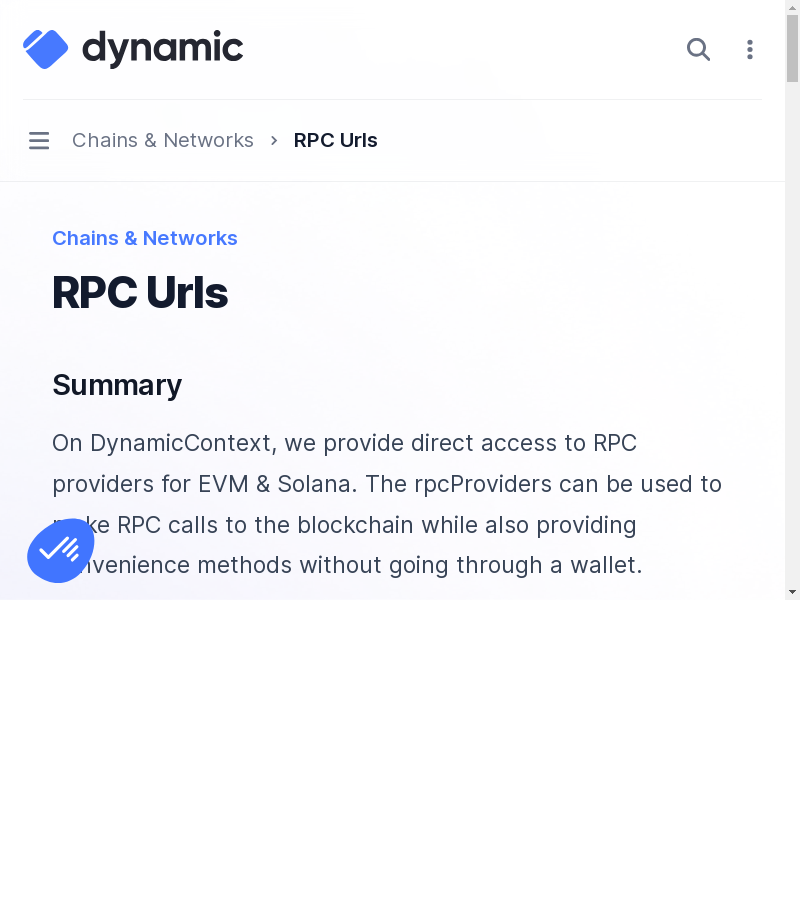 dynamic
Chains & Networks > RPC Urls
Chains & Networks
RPC Urls
Summary
On DynamicContext, we provide direct access to RPC
providers for EVM & Solana. The rpcProviders can be used to
ke RPC calls to the blockchain while also providing
nvenience methods without going through a wallet.